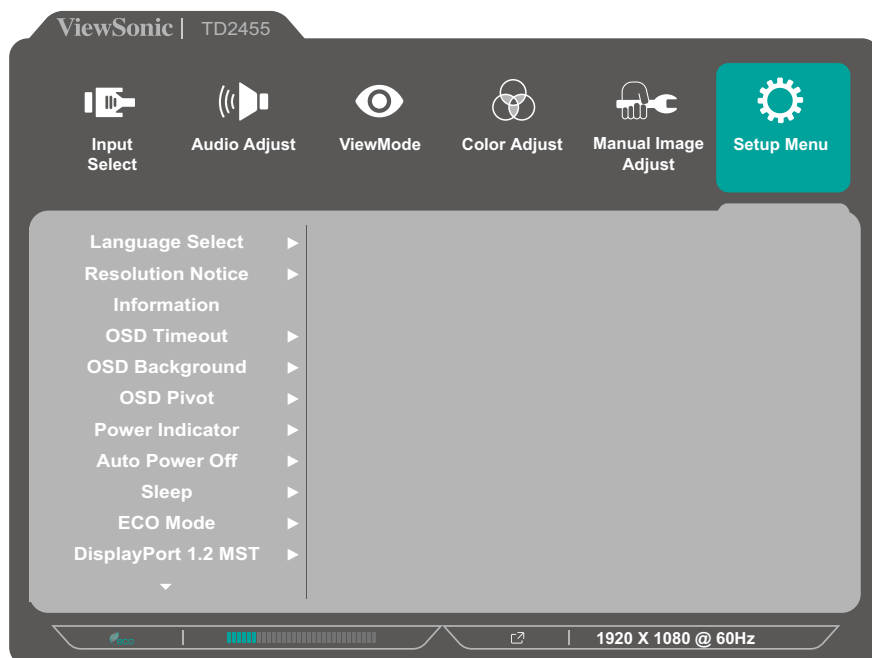 ViewSonic | TD2455
Input Select
Audio Adjust
ViewMode
Color Adjust
Manual Image Adjust
Setup Menu
Language Select
Resolution Notice
Information
OSD Timeout
OSD Background
OSD Pivot
Power Indicator
Auto Power Off
Sleep
ECO Mode
DisplayPort 1.2 MST
eco
1920 X 1080 @ 60Hz